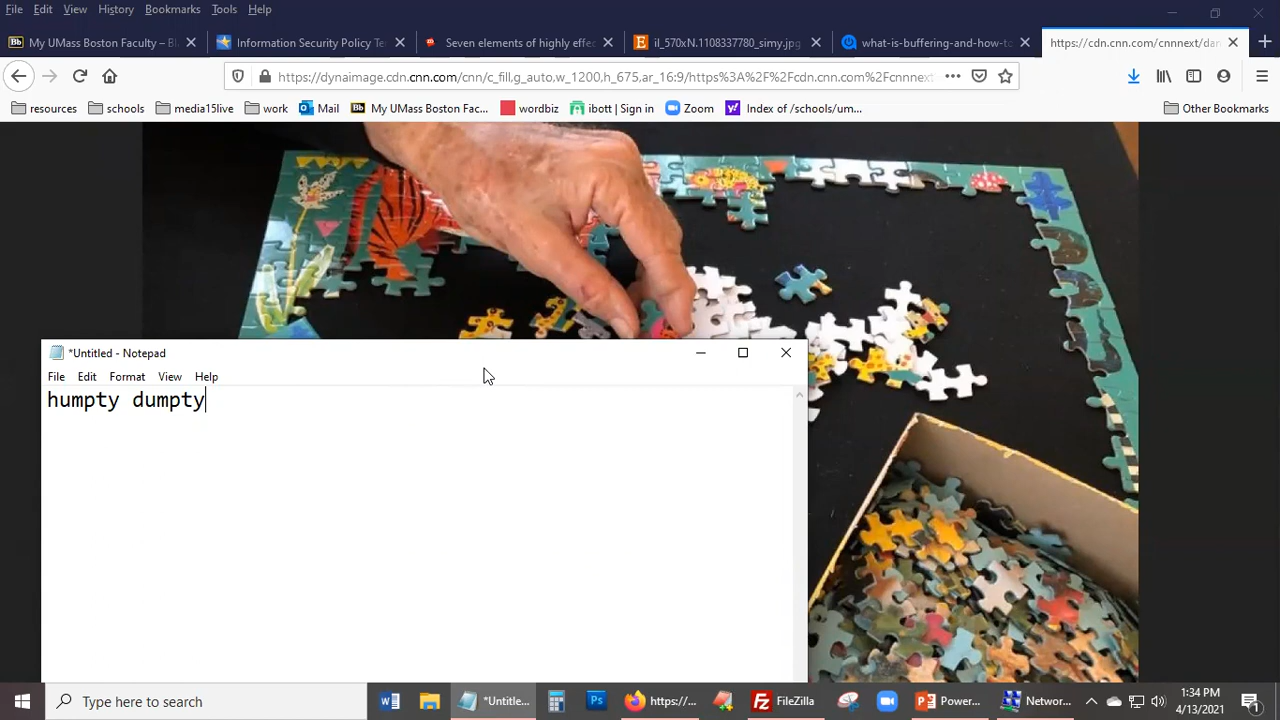 File Edit View History Bookmarks Tools Help
My UMass Boston Faculty – Bla
Information Security Policy Te
Seven elements of highly effe
il_570xN.1108337780_simy.jpg
what-is-buffering-and-how-to
https://cdn.cnn.com/cnnnext/dar
https://dynaimage.cdn.cnn.com/cnn/c_fill,g_auto,w_1200,h_675,ar_16:9/https%3A%2F%2Fcdn.cnn.com%2Fcnnnext
resources schools media15live work Mail My UMass Boston Fac... wordbiz ibott | Sign in Zoom Index of /schools/um... Other Bookmarks
*Untitled - Notepad
File Edit Format View Help
humpty dumpty
Type here to search
*Untitle...
https://...
FileZilla
Power...
Networ...
1:34 PM
4/13/2021